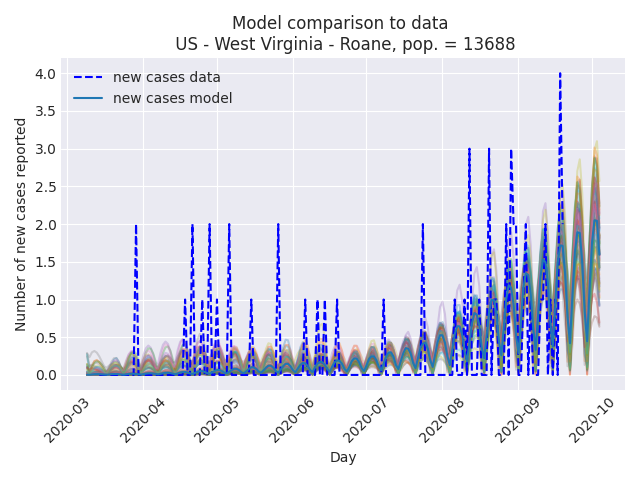 Model comparison to data
US - West Virginia - Roane, pop. = 13688
new cases data
new cases model
Number of new cases reported
4.0
3.5
3.0
2.5
2.0
1.5
1.0
0.5
0.0
2020-03
2020-04
2020-05
2020-06
2020-07
2020-08
2020-09
2020-10
Day